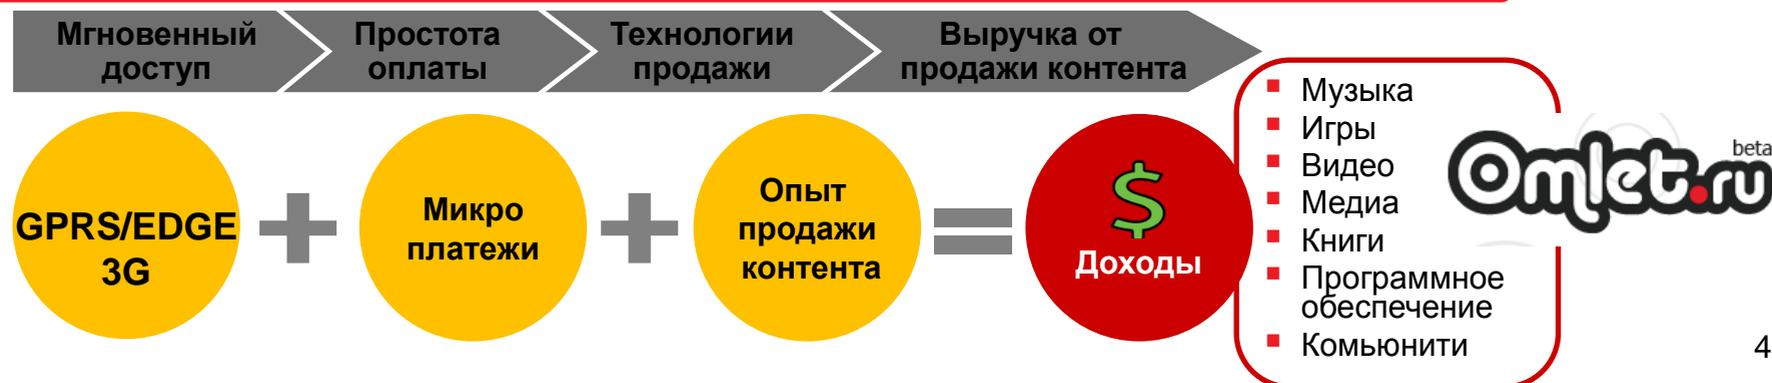 Мгновенный
доступ
Простота
оплаты
Технологии
продажи
Выручка от
продажи контента
GPRS/EDGE
3G
Микро
платежи
Опыт
продажи
контента
$
Доходы
Музыка
Игры
Видео
Медиа
Книги
Программное
обеспечение
Комьюнити
beta
Omlet.ru
4